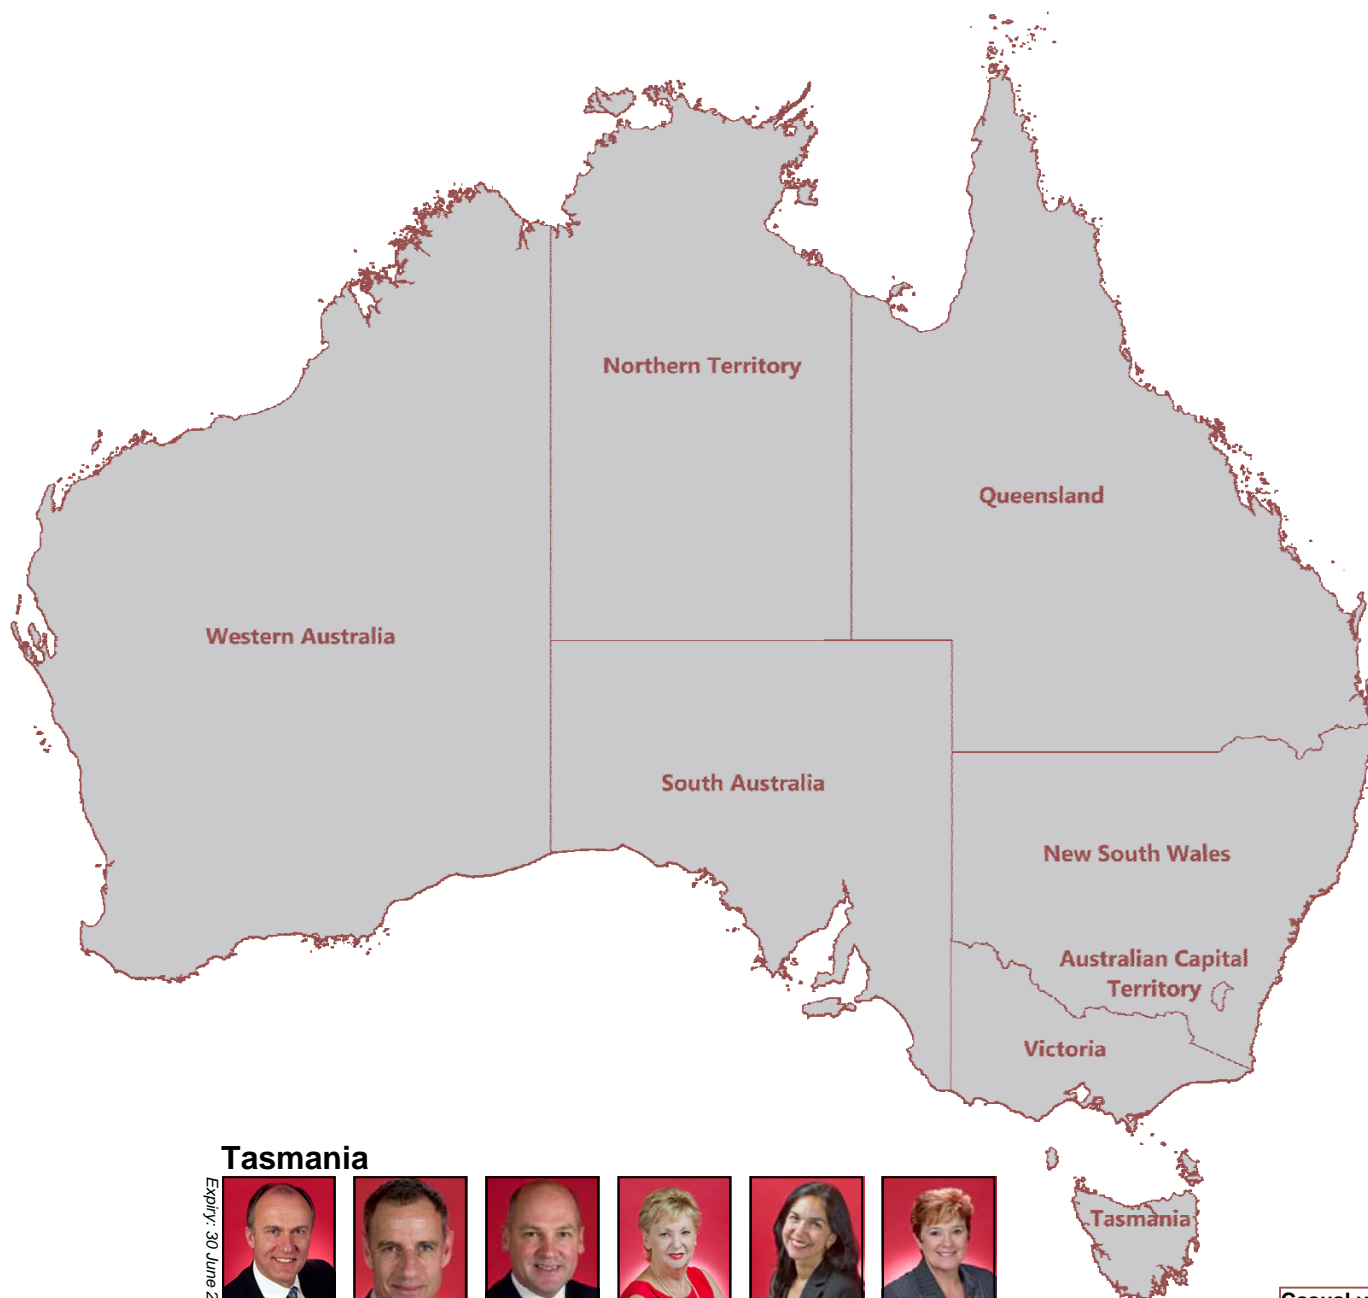 Northern Territory
Queensland
Western Australia
South Australia
New South Wales
Australian Capital
Territory
Victoria
Tasmania
Tasmania
Expiry: 30 June